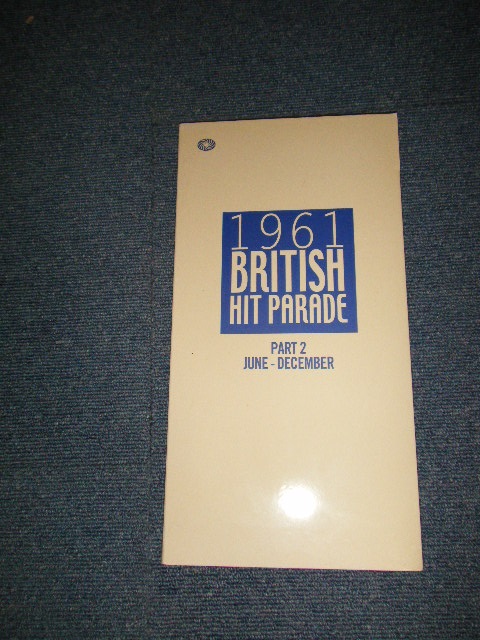 1961
BRITISH
HIT PARADE
PART 2
JUNE - DECEMBER